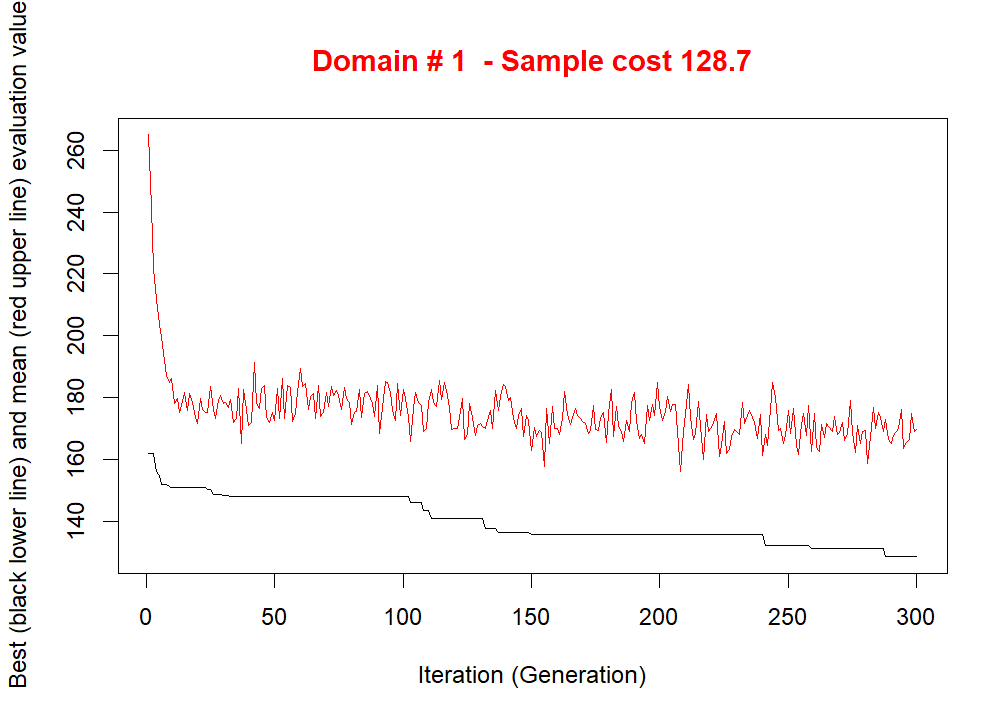 Domain # 1  - Sample cost 128.7
Best (black lower line) and mean (red upper line) evaluation value
260
240
220
200
180
160
140
0 50 100 150 200 250 300
Iteration (Generation)